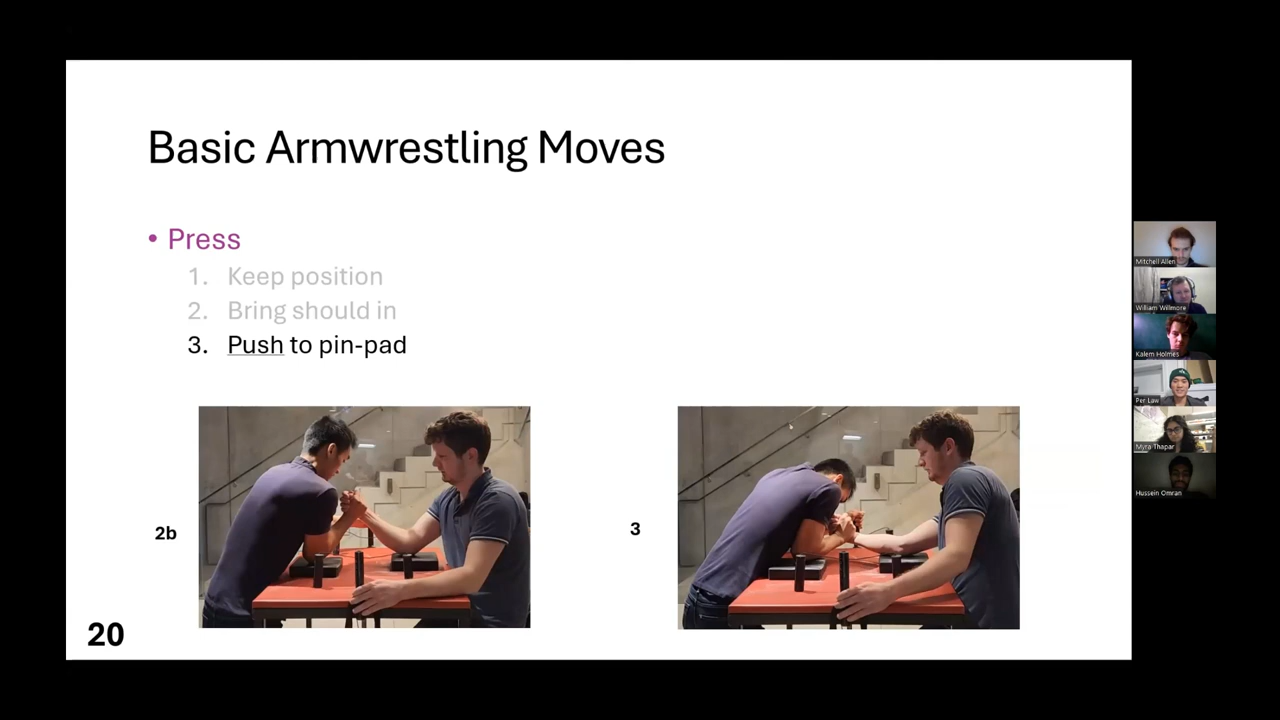 Basic Armwrestling Moves
• Press
1. Keep position
2. Bring should in
3. Push to pin-pad
2b
3
20
Mitchell Allen
William Willmore
Kalem Holmes
Per Law
Myra Thapar
Hussein Omran